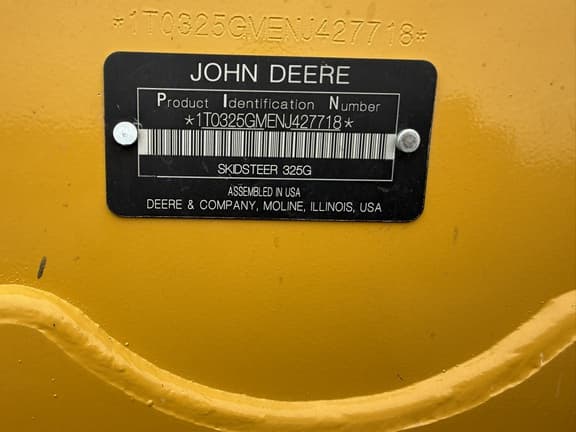 *1T0325GMENJ427718*
JOHN DEERE
Product Identification Number
*1T0325GMENJ427718*
SKIDSTEER 325G
ASSEMBLED IN USA
DEERE & COMPANY, MOLINE, ILLINOIS, USA